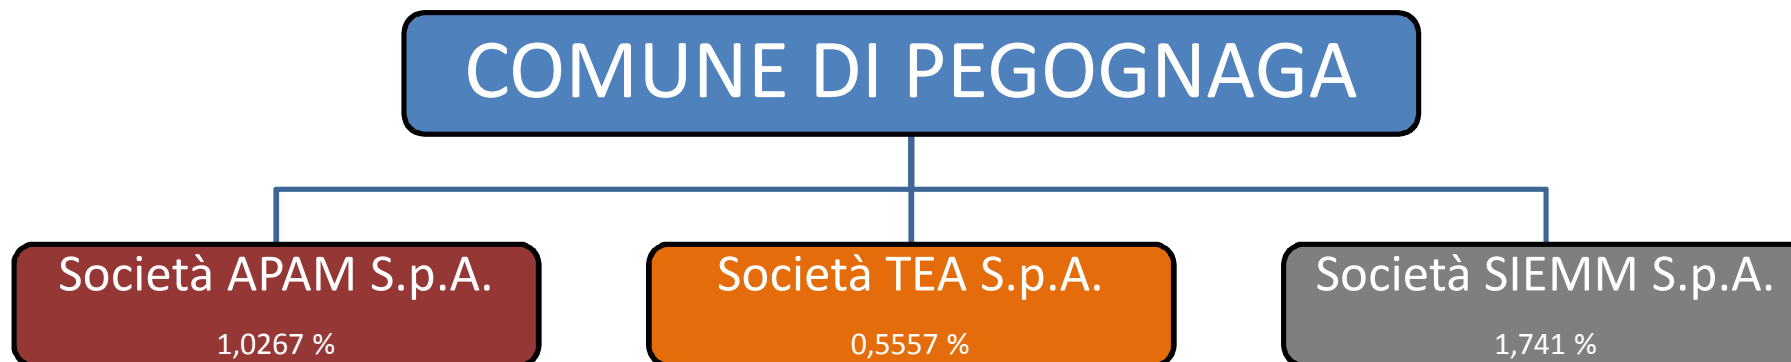 COMUNE DI PEGOGNAGA
Società APAM S.p.A.
1,0267 %
Società TEA S.p.A.
0,5557 %
Società SIEMM S.p.A.
1,741 %